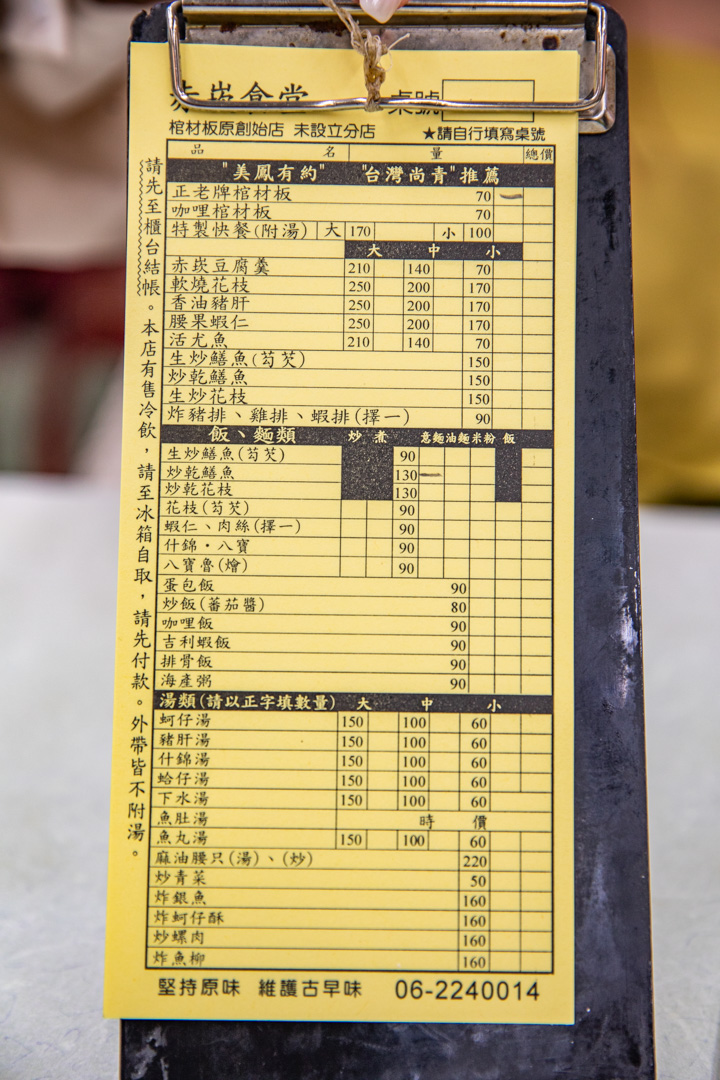 赤崁食堂 桌號
棺材板原創始店 未設立分店 ★請自行填寫桌號
品名 量 總價
"美鳳有約" "台灣尚青"推薦
正老牌棺材板 70
咖哩棺材板 70
特製快餐(附湯) 大 170 小 100
大 中 小
赤崁豆腐羹 210 140 70
軟燒花枝 250 200 170
香油豬肝 250 200 170
腰果蝦仁 250 200 170
活尤魚 210 140 70
生炒鱔魚(芶芡) 150
炒乾鱔魚 150
生炒花枝 150
炸豬排、雞排、蝦排(擇一) 90
飯、麵類 炒 煮 意麵 油麵 米粉 飯
生炒鱔魚(芶芡) 90
炒乾鱔魚 130
炒乾花枝 130
花枝(芶芡) 90
蝦仁、肉絲(擇一) 90
什錦・八寶 90
八寶魯(燴) 90
蛋包飯 90
炒飯(蕃茄醬) 80
咖哩飯 90
吉利蝦飯 90
排骨飯 90
海產粥 90
湯類(請以正字填數量) 大 中 小
蚵仔湯 150 100 60
豬肝湯 150 100 60
什錦湯 150 100 60
蛤仔湯 150 100 60
下水湯 150 100 60
魚肚湯 時價
魚丸湯 150 100 60
麻油腰只(湯)、(炒) 220
炒青菜 50
炸銀魚 160
炸蚵仔酥 160
炒螺肉 160
炸魚柳 160
堅持原味 維護古早味 06-2240014
請先至櫃台結帳。本店有售冷飲，請至冰箱自取，請先付款。外帶皆不附湯。